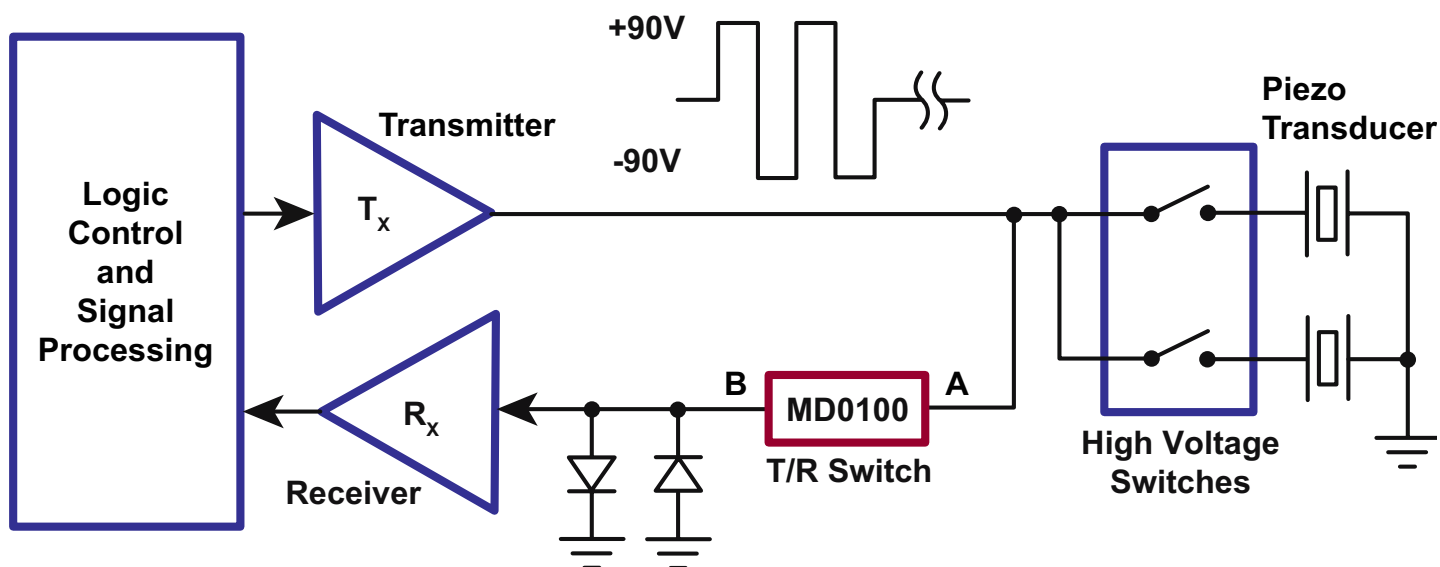 +90V
-90V
Piezo
Transducer
Transmitter
Logic
Control
and
Signal
Processing
Tx
Rx
Receiver
B
MD0100
A
T/R Switch
High Voltage
Switches